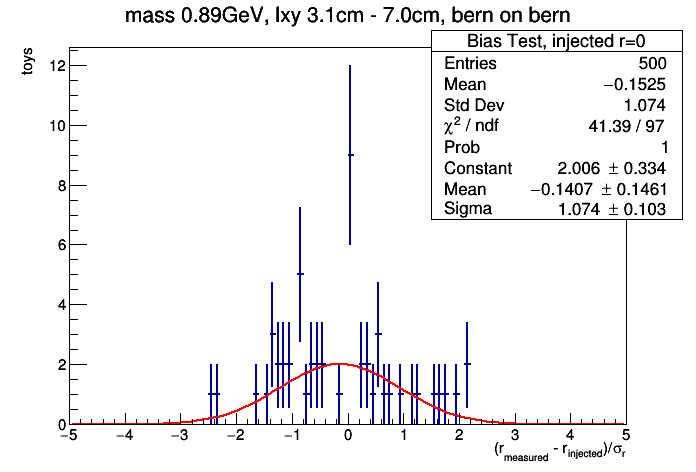 mass 0.89GeV, lxy 3.1cm - 7.0cm, bern on bern
Bias Test, injected r=0
Entries 500
Mean −0.1525
Std Dev 1.074
χ² / ndf 41.39 / 97
Prob 1
Constant 2.006 ± 0.334
Mean −0.1407 ± 0.1461
Sigma 1.074 ± 0.103
toys
12
10
8
6
4
2
0
−5 −4 −3 −2 −1 0 1 2 3 4 5
(r_measured - r_injected)/σ_r